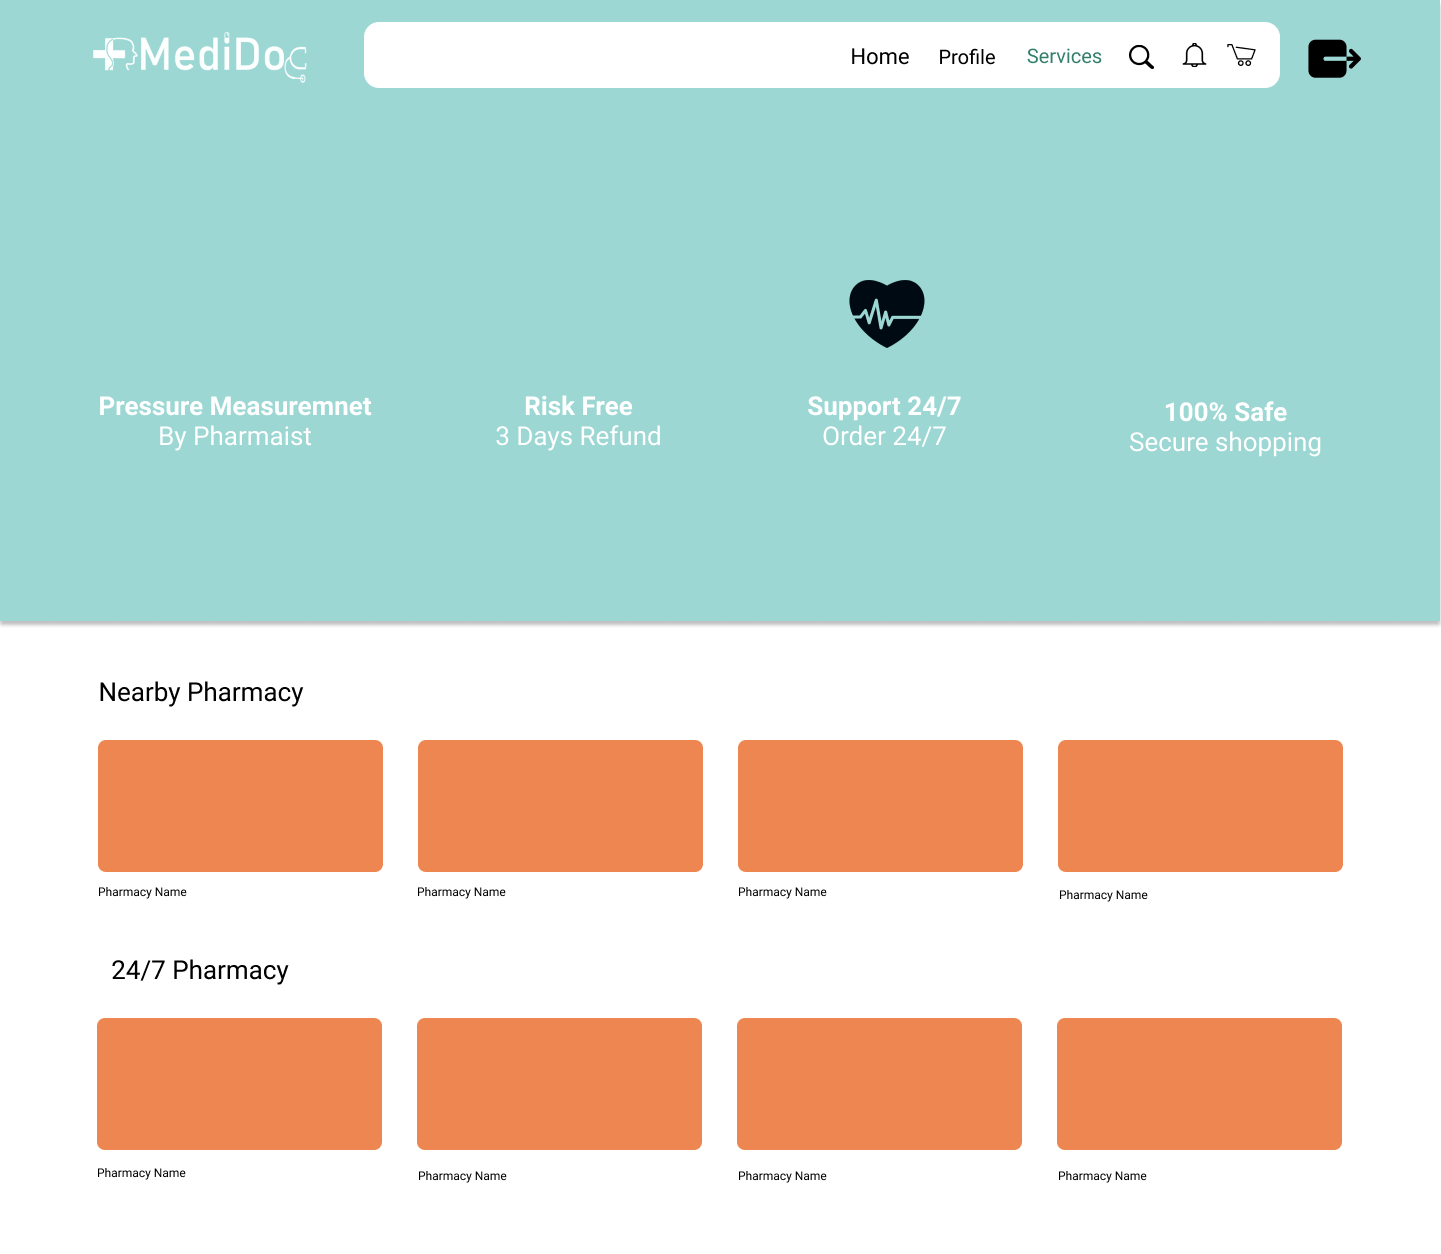 MediDoc
Home Profile Services
Pressure Measuremnet
By Pharmaist
Risk Free
3 Days Refund
Support 24/7
Order 24/7
100% Safe
Secure shopping
Nearby Pharmacy
Pharmacy Name
Pharmacy Name
Pharmacy Name
Pharmacy Name
24/7 Pharmacy
Pharmacy Name
Pharmacy Name
Pharmacy Name
Pharmacy Name